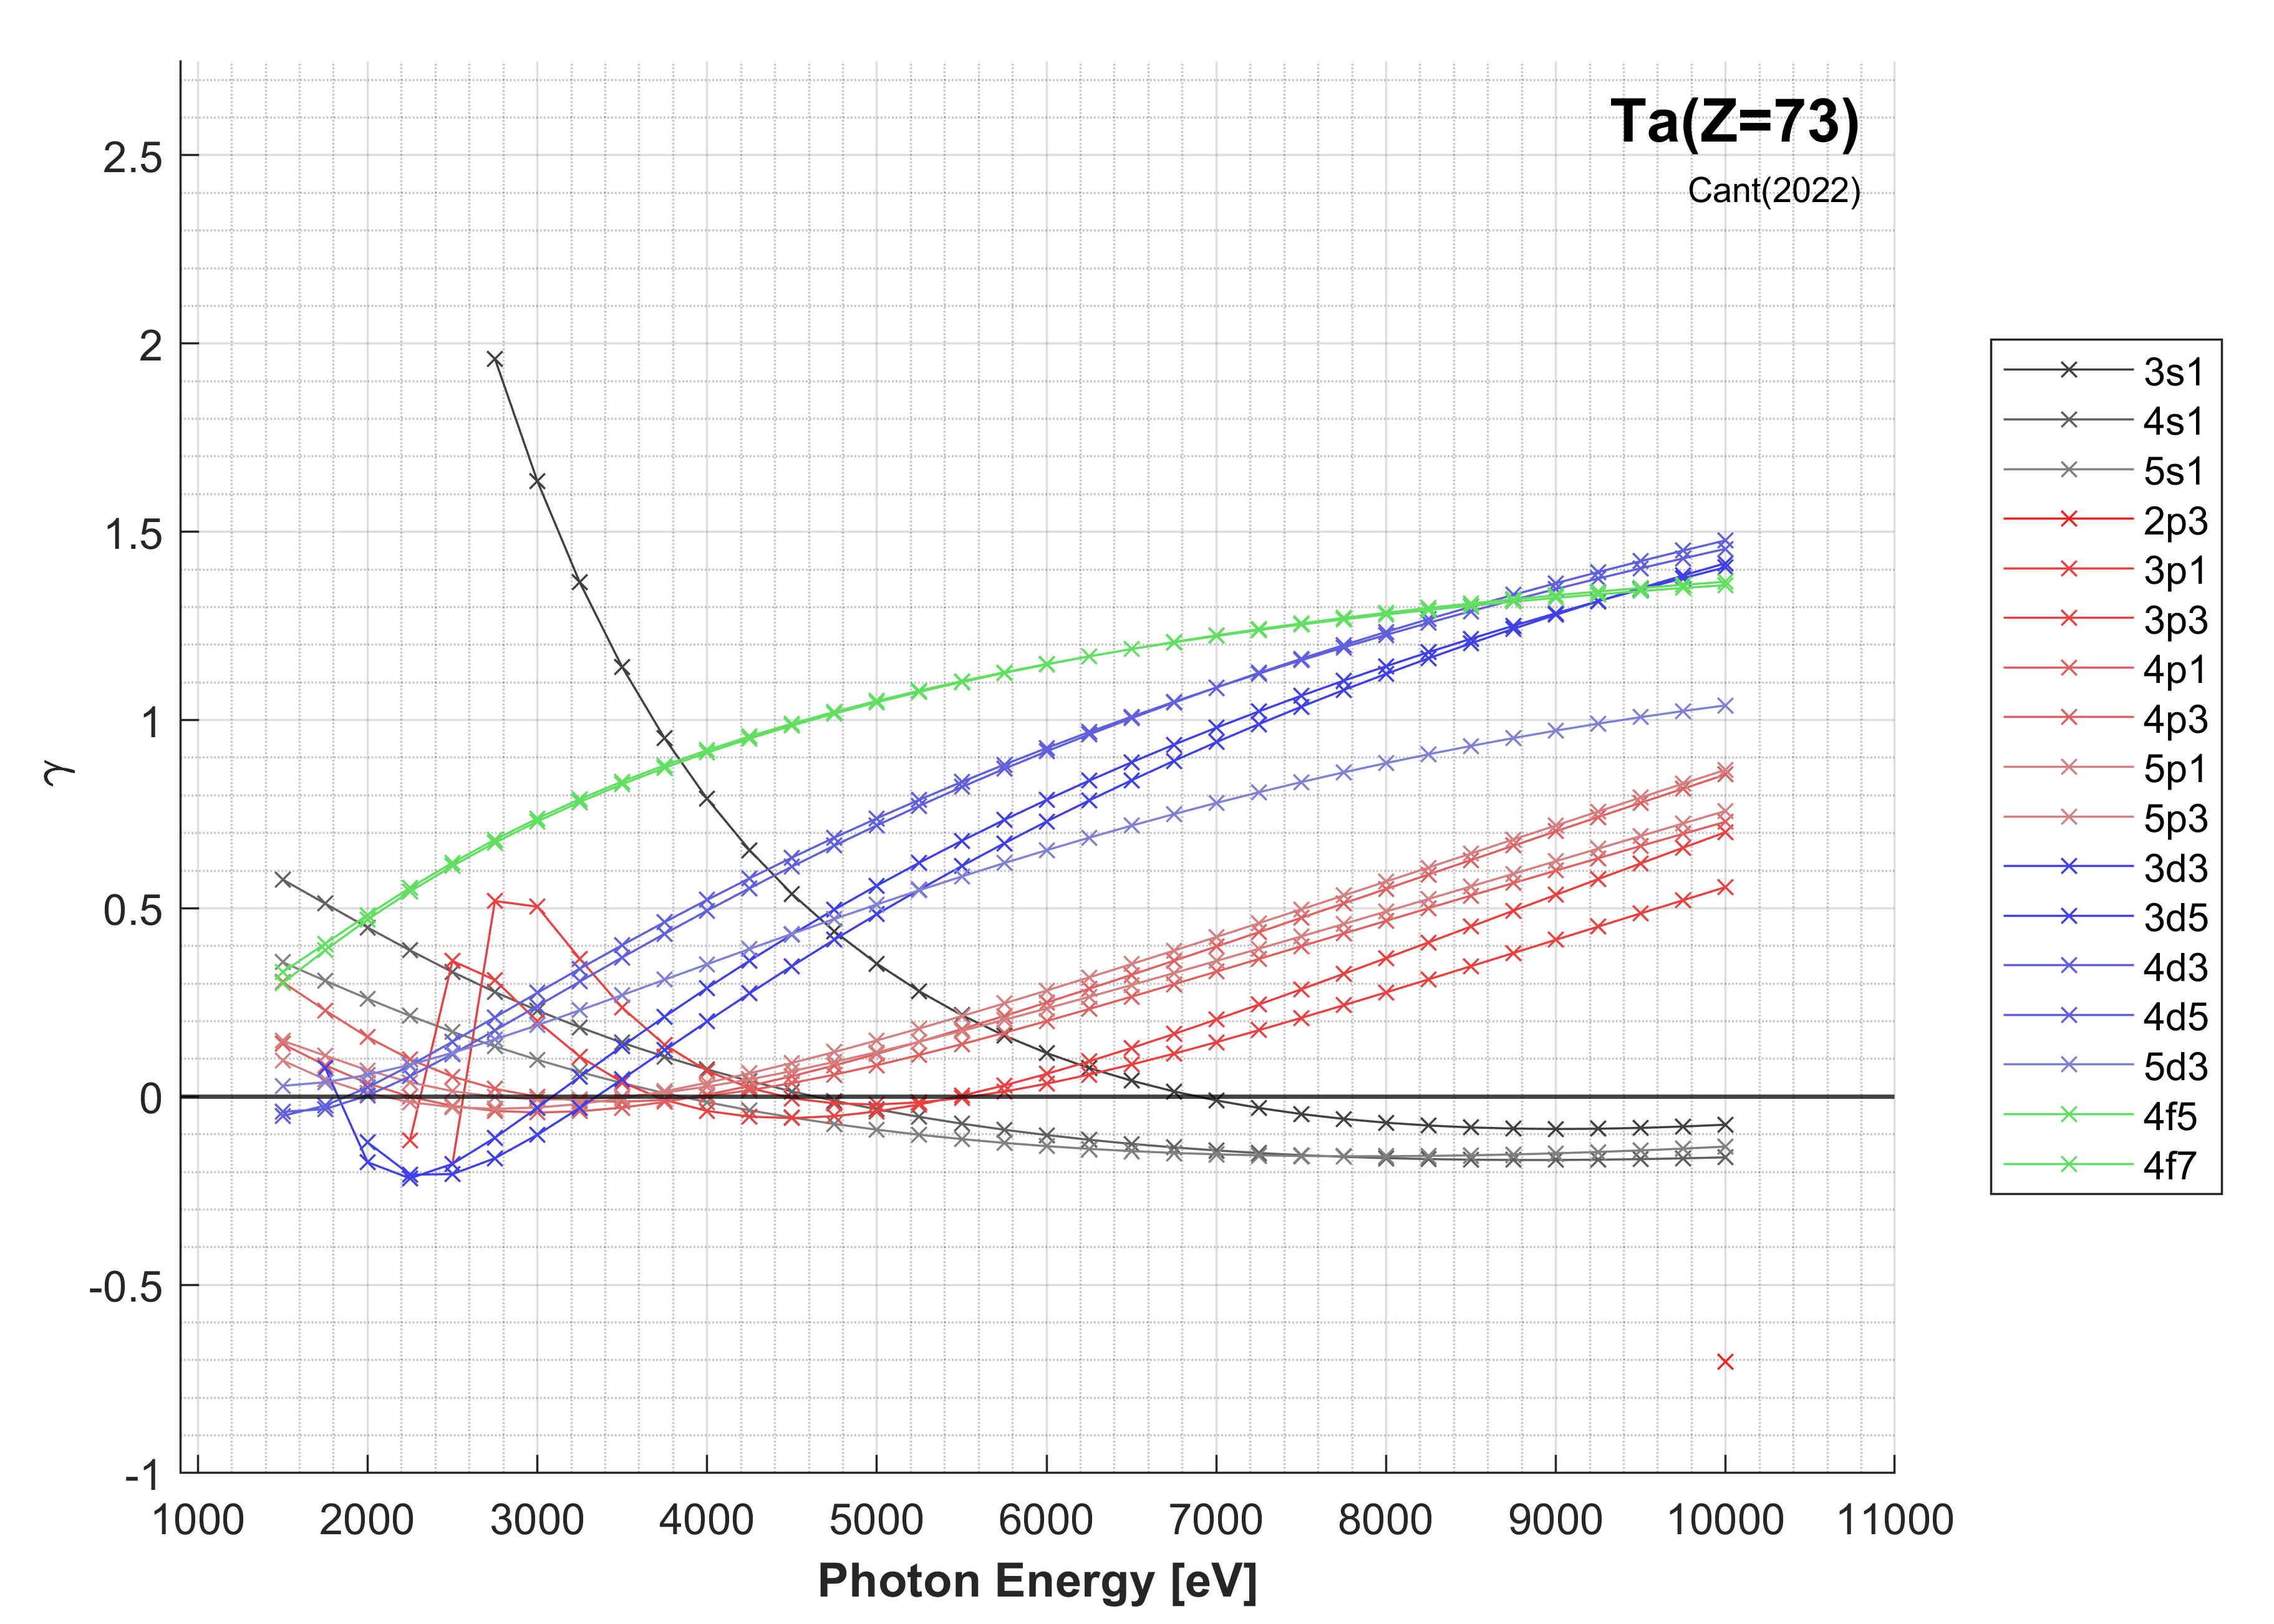 Ta(Z=73)
Cant(2022)
2.5
2
1.5
1
0.5
0
-0.5
-1
γ
1000 2000 3000 4000 5000 6000 7000 8000 9000 10000 11000
Photon Energy [eV]
3s1
4s1
5s1
2p3
3p1
3p3
4p1
4p3
5p1
5p3
3d3
3d5
4d3
4d5
5d3
4f5
4f7